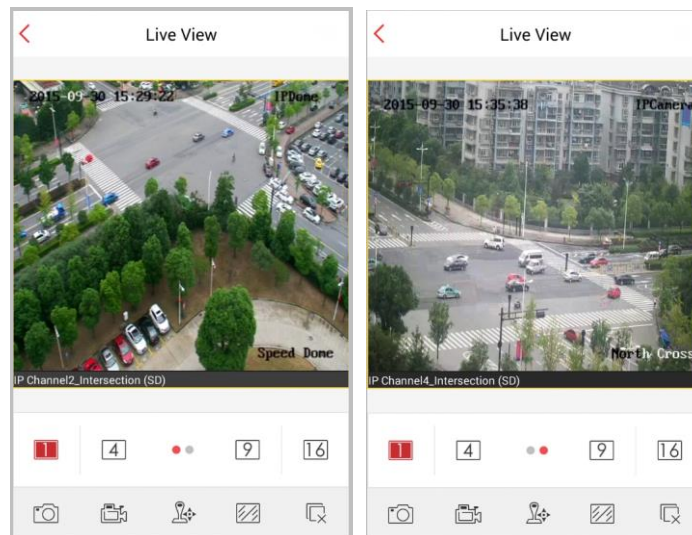 Live View
2015-09-30 15:29:22 IPDome
Speed Dome
IP Channel2_Intersection (SD)
1 4 9 16
Live View
2015-09-30 15:35:38 IPCamera
North Cross
IP Channel4_Intersection (SD)
1 4 9 16